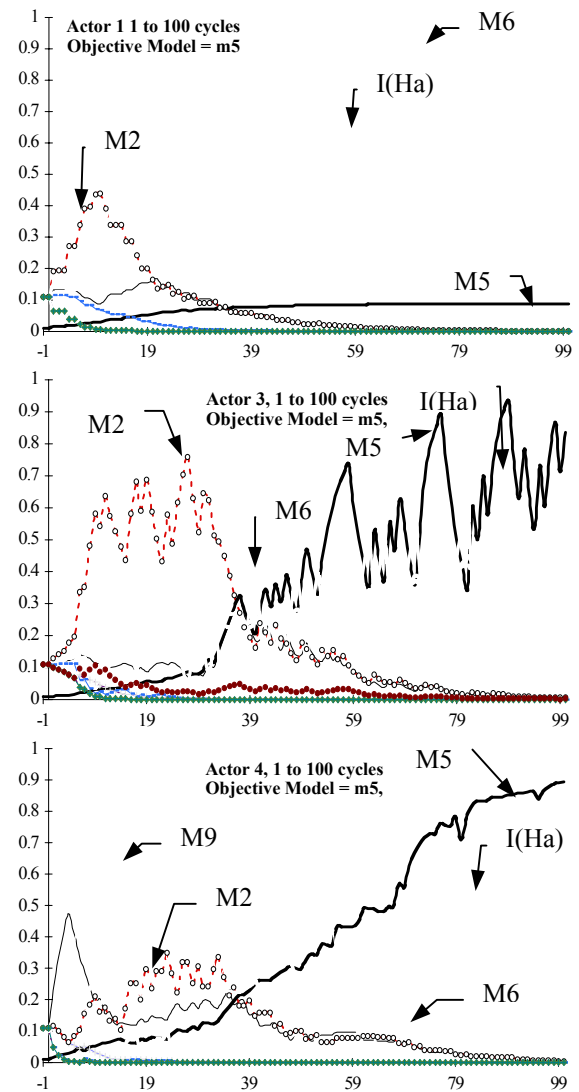 1
Actor 1 1 to 100 cycles
Objective Model = m5
M6
0.9
0.8
I(Ha)
0.7
0.6
M2
0.5
0.4
0.3
0.2
M5
0.1
0
-1 19 39 59 79 99
1
Actor 3, 1 to 100 cycles
Objective Model = m5,
I(Ha)
0.9
M2
M5
0.8
0.7
0.6
M6
0.5
0.4
0.3
0.2
0.1
0
-1 19 39 59 79 99
1
Actor 4, 1 to 100 cycles
Objective Model = m5,
M5
0.9
0.8
M9
I(Ha)
0.7
0.6
M2
0.5
0.4
0.3
0.2
M6
0.1
0
-1 19 39 59 79 99